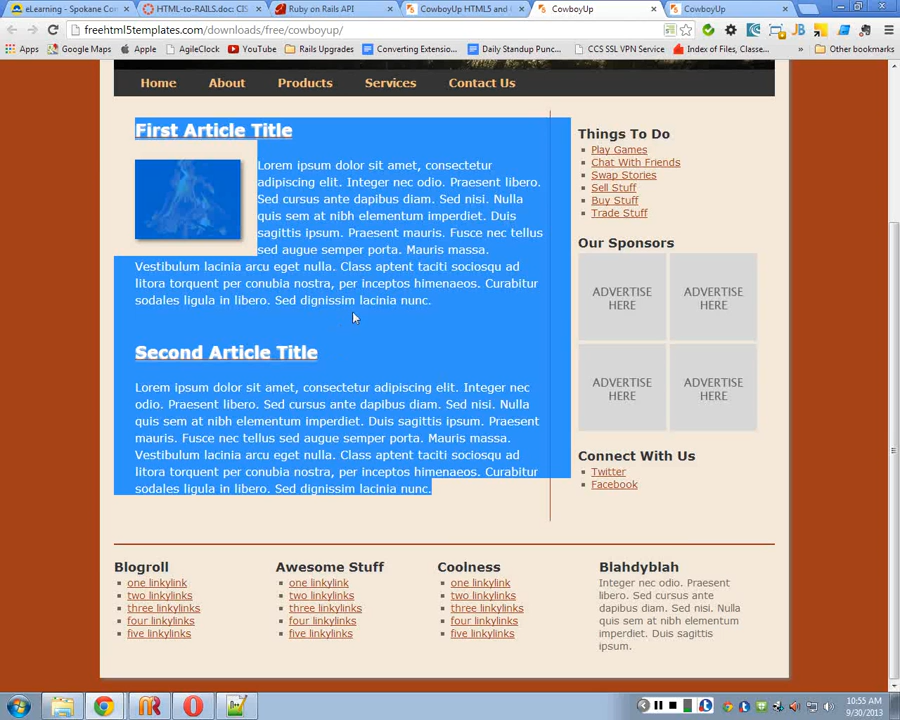 eLearning - Spokane Com
HTML-to-RAILS.doc: CIS
Ruby on Rails API
CowboyUp HTML5 and C
CowboyUp
CowboyUp
freehtml5templates.com/downloads/free/cowboyup/
Apps
Google Maps
AgileClock
YouTube
Rails Upgrades
Converting Extensio...
Daily Standup Punc...
CCS SSL VPN Service
Index of Files, Classe...
Other bookmarks
Home
About
Products
Services
Contact Us
First Article Title
Lorem ipsum dolor sit amet, consectetur
adipiscing elit. Integer nec odio. Praesent libero.
Sed cursus ante dapibus diam. Sed nisi. Nulla
quis sem at nibh elementum imperdiet. Duis
sagittis ipsum. Praesent mauris. Fusce nec tellus
sed augue semper porta. Mauris massa.
Vestibulum lacinia arcu eget nulla. Class aptent taciti sociosqu ad
litora torquent per conubia nostra, per inceptos himenaeos. Curabitur
sodales ligula in libero. Sed dignissim lacinia nunc.
Second Article Title
Lorem ipsum dolor sit amet, consectetur adipiscing elit. Integer nec
odio. Praesent libero. Sed cursus ante dapibus diam. Sed nisi. Nulla
quis sem at nibh elementum imperdiet. Duis sagittis ipsum. Praesent
mauris. Fusce nec tellus sed augue semper porta. Mauris massa.
Vestibulum lacinia arcu eget nulla. Class aptent taciti sociosqu ad
litora torquent per conubia nostra, per inceptos himenaeos. Curabitur
sodales ligula in libero. Sed dignissim lacinia nunc.
Things To Do
Play Games
Chat With Friends
Swap Stories
Sell Stuff
Buy Stuff
Trade Stuff
Our Sponsors
ADVERTISE
HERE
ADVERTISE
HERE
ADVERTISE
HERE
ADVERTISE
HERE
Connect With Us
Twitter
Facebook
Blogroll
one linkylink
two linkylinks
three linkylinks
four linkylinks
five linkylinks
Awesome Stuff
one linkylink
two linkylinks
three linkylinks
four linkylinks
five linkylinks
Coolness
one linkylink
two linkylinks
three linkylinks
four linkylinks
five linkylinks
Blahdyblah
Integer nec odio. Praesent
libero. Sed cursus ante
dapibus diam. Sed nisi. Nulla
quis sem at nibh elementum
imperdiet. Duis sagittis
ipsum.
10:55 AM
9/30/2013